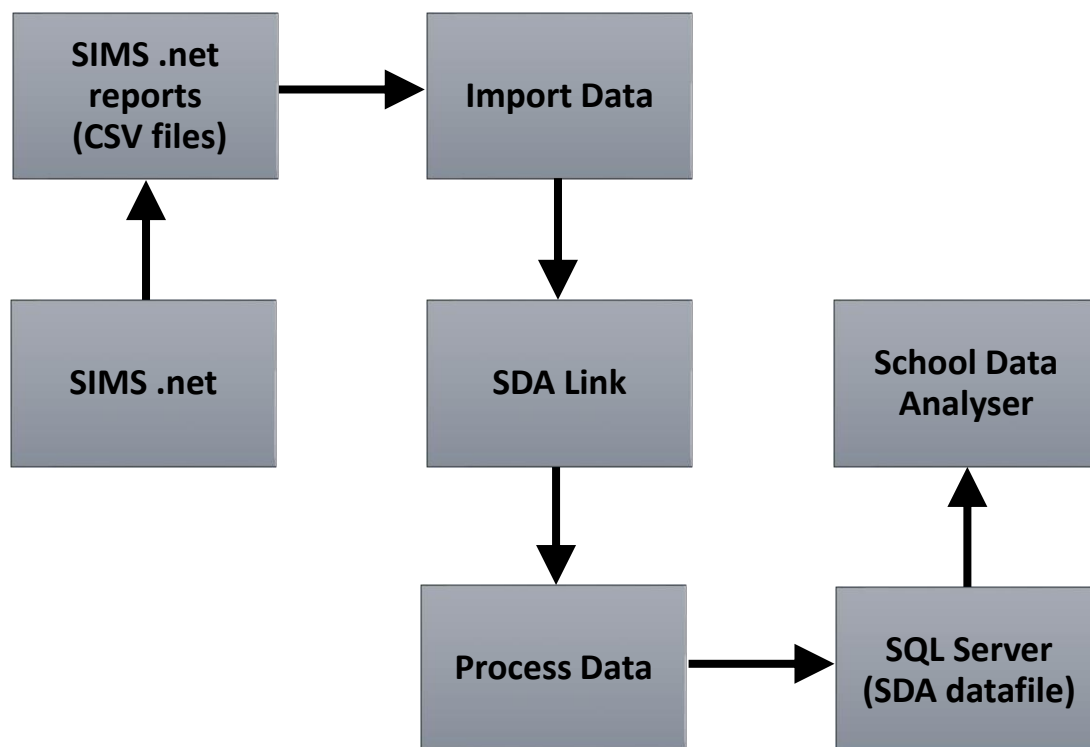 SIMS .net
reports
(CSV files)
Import Data
SIMS .net
SDA Link
School Data
Analyser
Process Data
SQL Server
(SDA datafile)